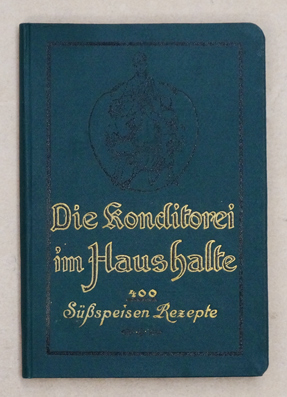 Die Konditorei
im Haushalte
400
Süßspeisen Rezepte